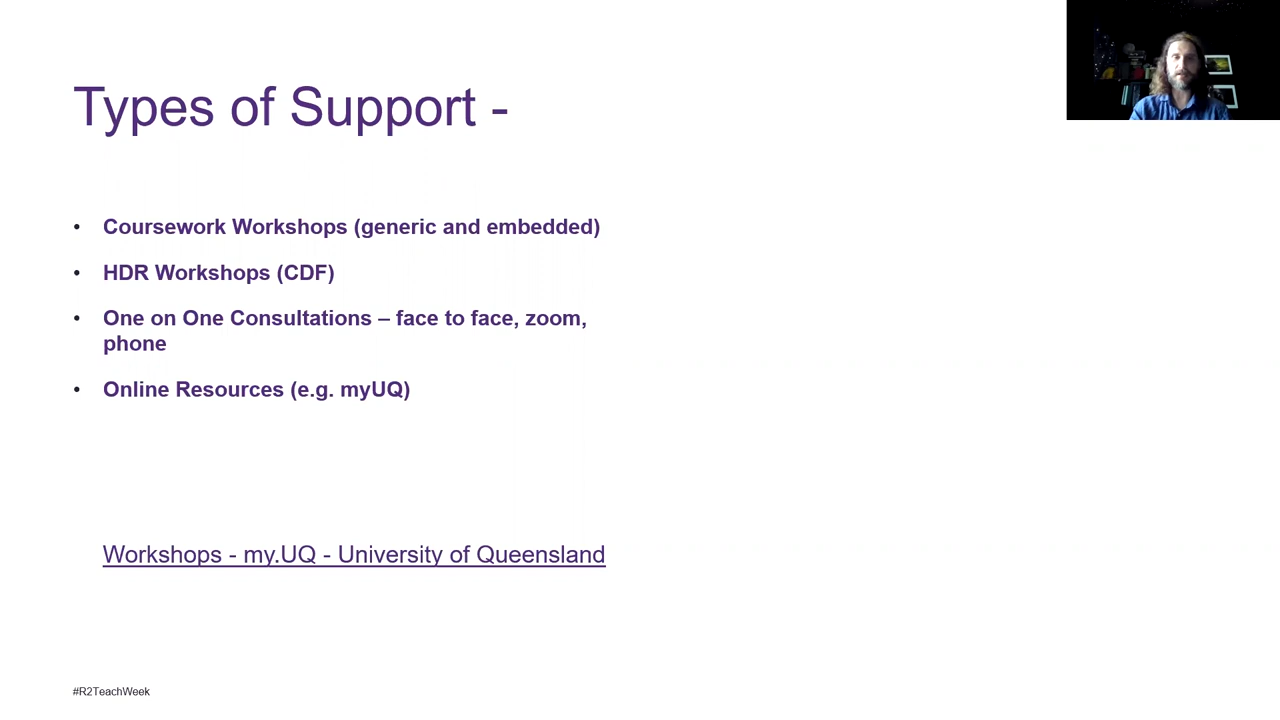 Types of Support -
• Coursework Workshops (generic and embedded)
• HDR Workshops (CDF)
• One on One Consultations – face to face, zoom,
phone
• Online Resources (e.g. myUQ)
Workshops - my.UQ - University of Queensland
#R2TeachWeek